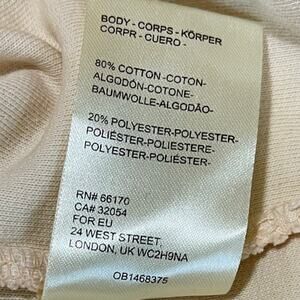 BODY - CORPS - KÖRPER
CORPR - CUERO -
80% COTTON -COTON-
ALGODÓN-COTONE-
BAUMWOLLE-ALGODÃO-
20% POLYESTER-POLYESTER-
POLIÉSTER-POLIESTERE-
POLYESTER-POLIÉSTER-
RN# 66170
CA# 32054
FOR EU
24 WEST STREET,
LONDON, UK WC2H9NA
OB1468375